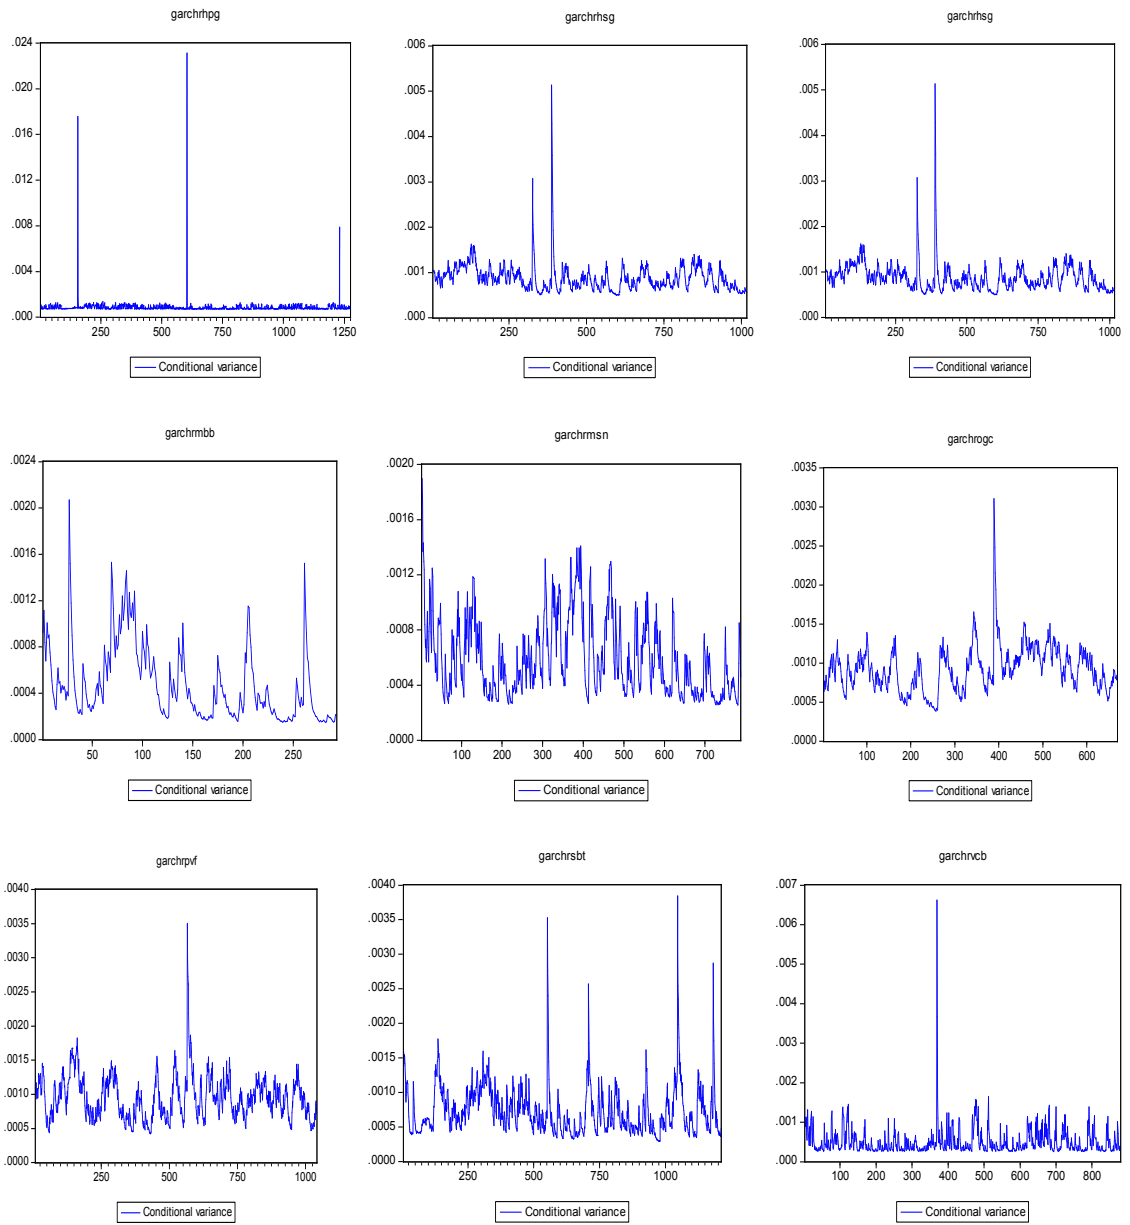 garchrhpg
.024
.020
.016
.012
.008
.004
.000
250 500 750 1000 1250
Conditional variance
garchrhsg
.006
.005
.004
.003
.002
.001
.000
250 500 750 1000
Conditional variance
garchrhsg
.006
.005
.004
.003
.002
.001
.000
250 500 750 1000
Conditional variance
garchrmbb
.0024
.0020
.0016
.0012
.0008
.0004
.0000
50 100 150 200 250
Conditional variance
garchrmsn
.0020
.0016
.0012
.0008
.0004
.0000
100 200 300 400 500 600 700
Conditional variance
garchrogc
.0035
.0030
.0025
.0020
.0015
.0010
.0005
.0000
100 200 300 400 500 600
Conditional variance
garchrpvf
.0040
.0035
.0030
.0025
.0020
.0015
.0010
.0005
.0000
250 500 750 1000
Conditional variance
garchrsbt
.0040
.0035
.0030
.0025
.0020
.0015
.0010
.0005
.0000
250 500 750 1000
Conditional variance
garchrvcb
.007
.006
.005
.004
.003
.002
.001
.000
100 200 300 400 500 600 700 800
Conditional variance